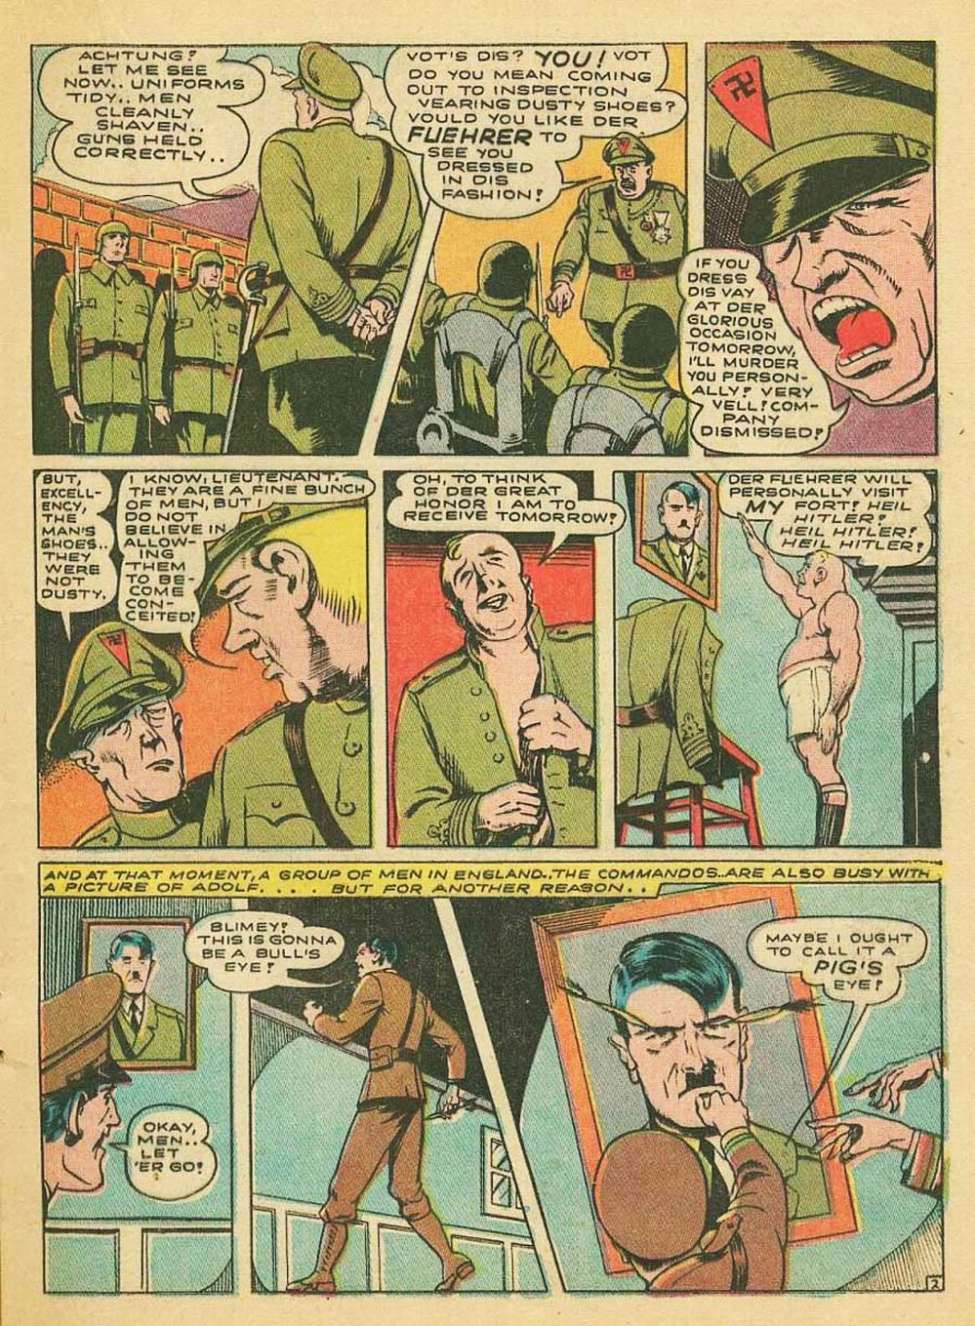 ACHTUNG!
LET ME SEE
NOW.. UNIFORMS
TIDY.. MEN
CLEANLY
SHAVEN..
GUNS HELD
CORRECTLY..
VOT'S DIS? YOU! VOT
DO YOU MEAN COMING
OUT TO INSPECTION
VEARING DUSTY SHOES?
VOULD YOU LIKE DER
FUEHRER TO
SEE YOU
DRESSED
IN DIS
FASHION!
IF YOU
DRESS
DIS VAY
AT DER
GLORIOUS
OCCASION
TOMORROW,
I'LL MURDER
YOU PERSON-
ALLY! VERY
VELL! COM-
PANY
DISMISSED!
BUT,
EXCELL-
ENCY,
THE
MAN'S
SHOES..
THEY
WERE
NOT
DUSTY.
I KNOW, LIEUTENANT.
THEY ARE A FINE BUNCH
OF MEN, BUT I
DO NOT
BELIEVE IN
ALLOW-
ING
THEM
TO BE-
COME
CON-
CEITED!
OH, TO THINK
OF DER GREAT
HONOR I AM TO
RECEIVE TOMORROW!
DER FUEHRER WILL
PERSONALLY VISIT
MY FORT! HEIL
HITLER!
HEIL HITLER!
HEIL HITLER!
AND AT THAT MOMENT, A GROUP OF MEN IN ENGLAND..THE COMMANDOS..ARE ALSO BUSY WITH
A PICTURE OF ADOLF. . . . BUT FOR ANOTHER REASON..
OKAY,
MEN..
LET
'ER GO!
BLIMEY!
THIS IS GONNA
BE A BULL'S
EYE!
MAYBE I OUGHT
TO CALL IT A
PIG'S
EYE!
2